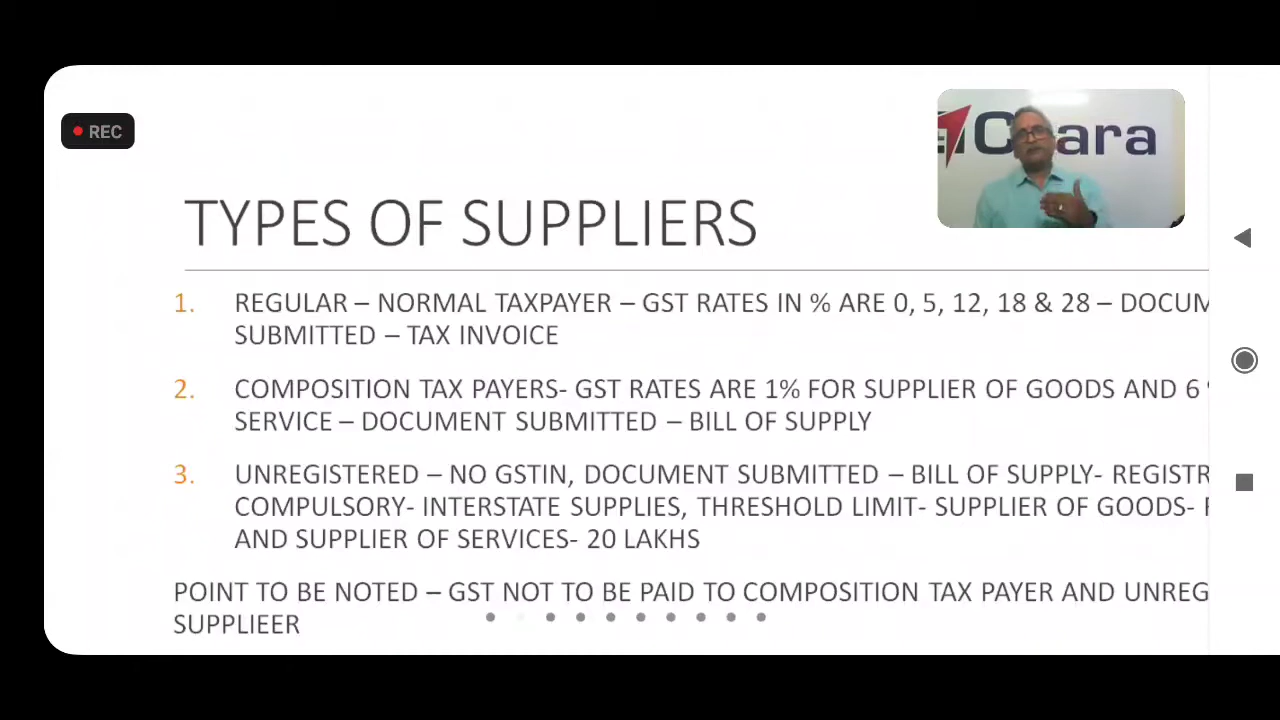 REC
TYPES OF SUPPLIERS
1. REGULAR – NORMAL TAXPAYER – GST RATES IN % ARE 0, 5, 12, 18 & 28 – DOCUM
SUBMITTED – TAX INVOICE
2. COMPOSITION TAX PAYERS- GST RATES ARE 1% FOR SUPPLIER OF GOODS AND 6
SERVICE – DOCUMENT SUBMITTED – BILL OF SUPPLY
3. UNREGISTERED – NO GSTIN, DOCUMENT SUBMITTED – BILL OF SUPPLY- REGISTR
COMPULSORY- INTERSTATE SUPPLIES, THRESHOLD LIMIT- SUPPLIER OF GOODS-
AND SUPPLIER OF SERVICES- 20 LAKHS
POINT TO BE NOTED – GST NOT TO BE PAID TO COMPOSITION TAX PAYER AND UNREG
SUPPLIEER